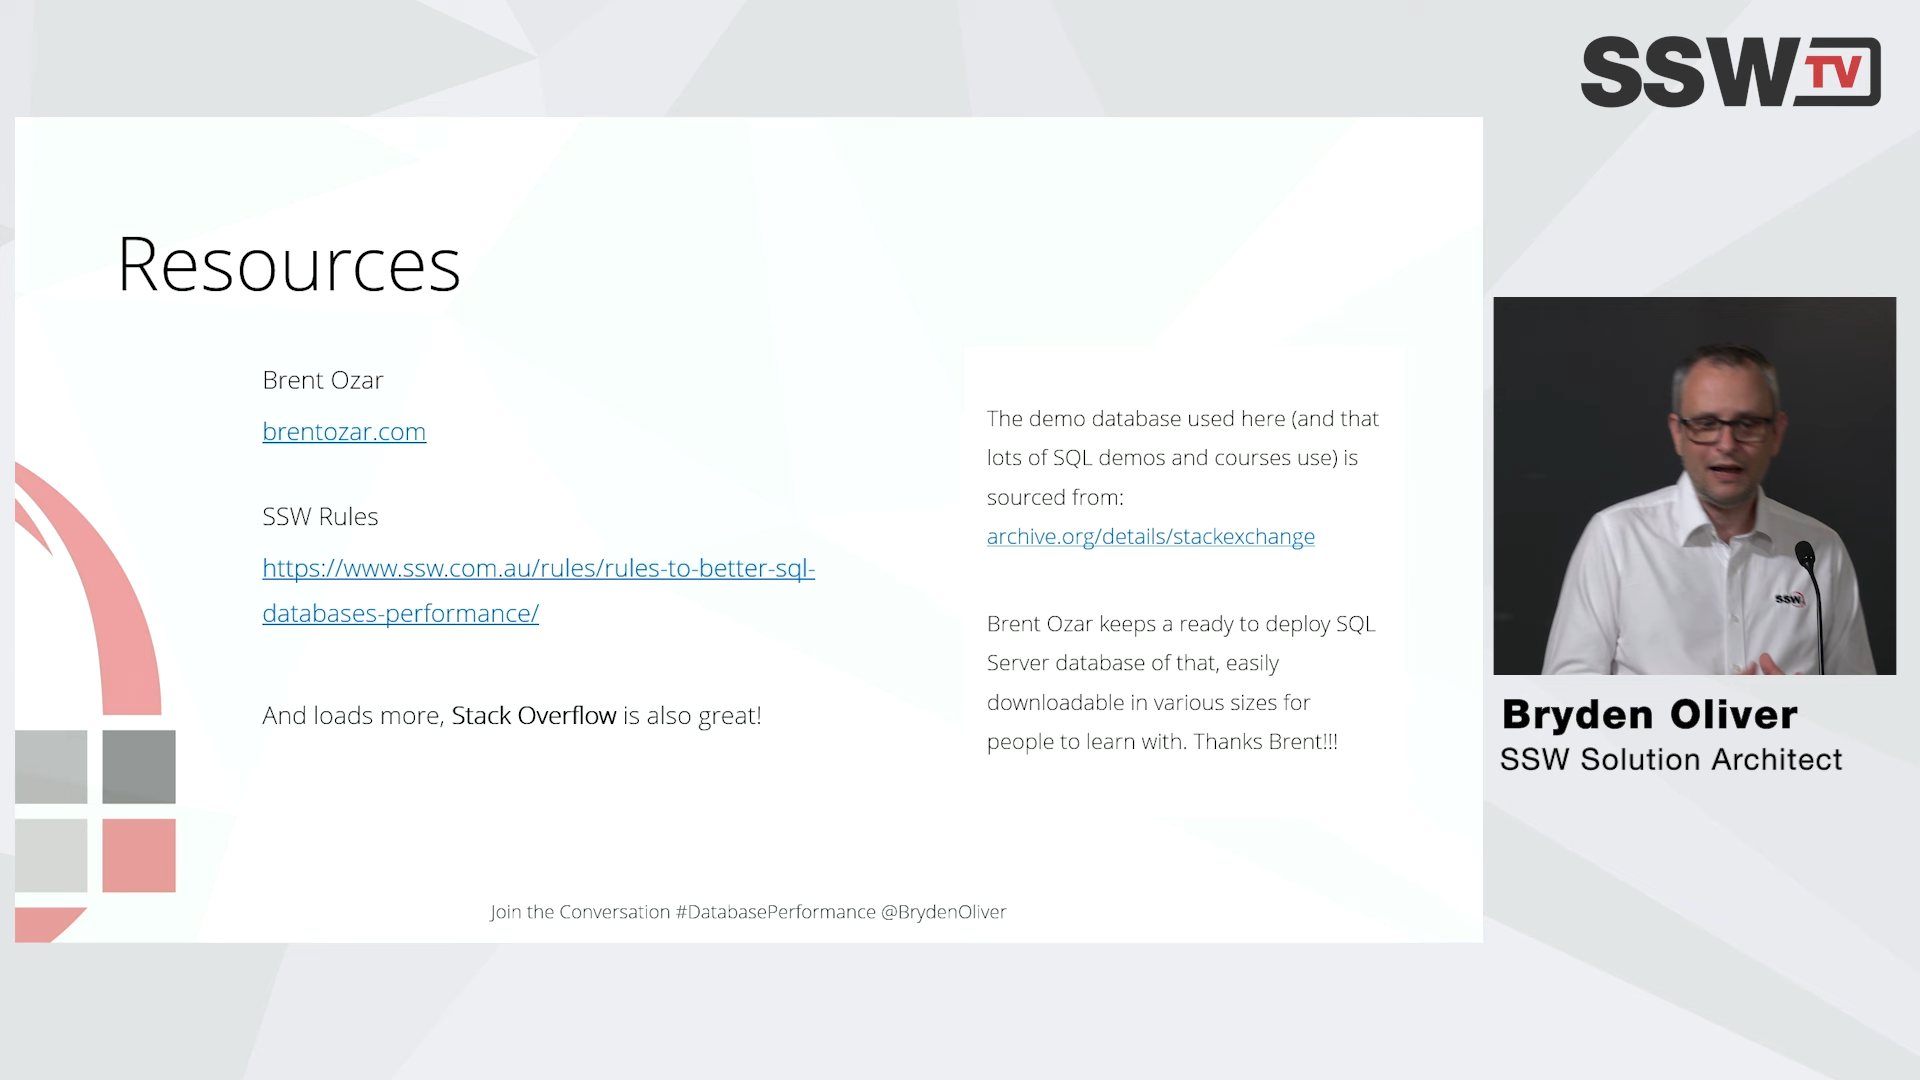 SSW TV
Resources
Brent Ozar
brentozar.com
SSW Rules
https://www.ssw.com.au/rules/rules-to-better-sql-
databases-performance/
And loads more, Stack Overflow is also great!
The demo database used here (and that
lots of SQL demos and courses use) is
sourced from:
archive.org/details/stackexchange
Brent Ozar keeps a ready to deploy SQL
Server database of that, easily
downloadable in various sizes for
people to learn with. Thanks Brent!!!
Join the Conversation #DatabasePerformance @BrydenOliver
SSW
Bryden Oliver
SSW Solution Architect